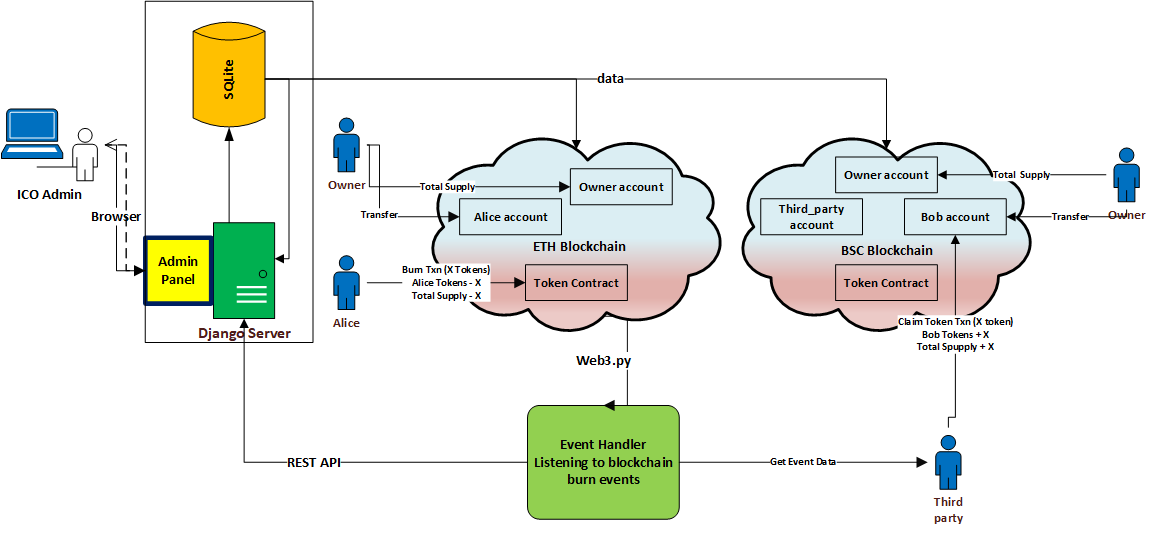 SQLite
data
ICO Admin
Browser
Admin
Panel
Django Server
Owner
Total Supply
Transfer
Owner account
Alice account
ETH Blockchain
Burn Txn (X Tokens)
Alice Tokens - X
Total Supply - X
Token Contract
Alice
Owner account
Third_party
account
Bob account
BSC Blockchain
Token Contract
Total Supply
Transfer
Owner
Claim Token Txn (X token)
Bob Tokens + X
Total Spupply + X
Web3.py
Event Handler
Listening to blockchain
burn events
REST API
Get Event Data
Third
party